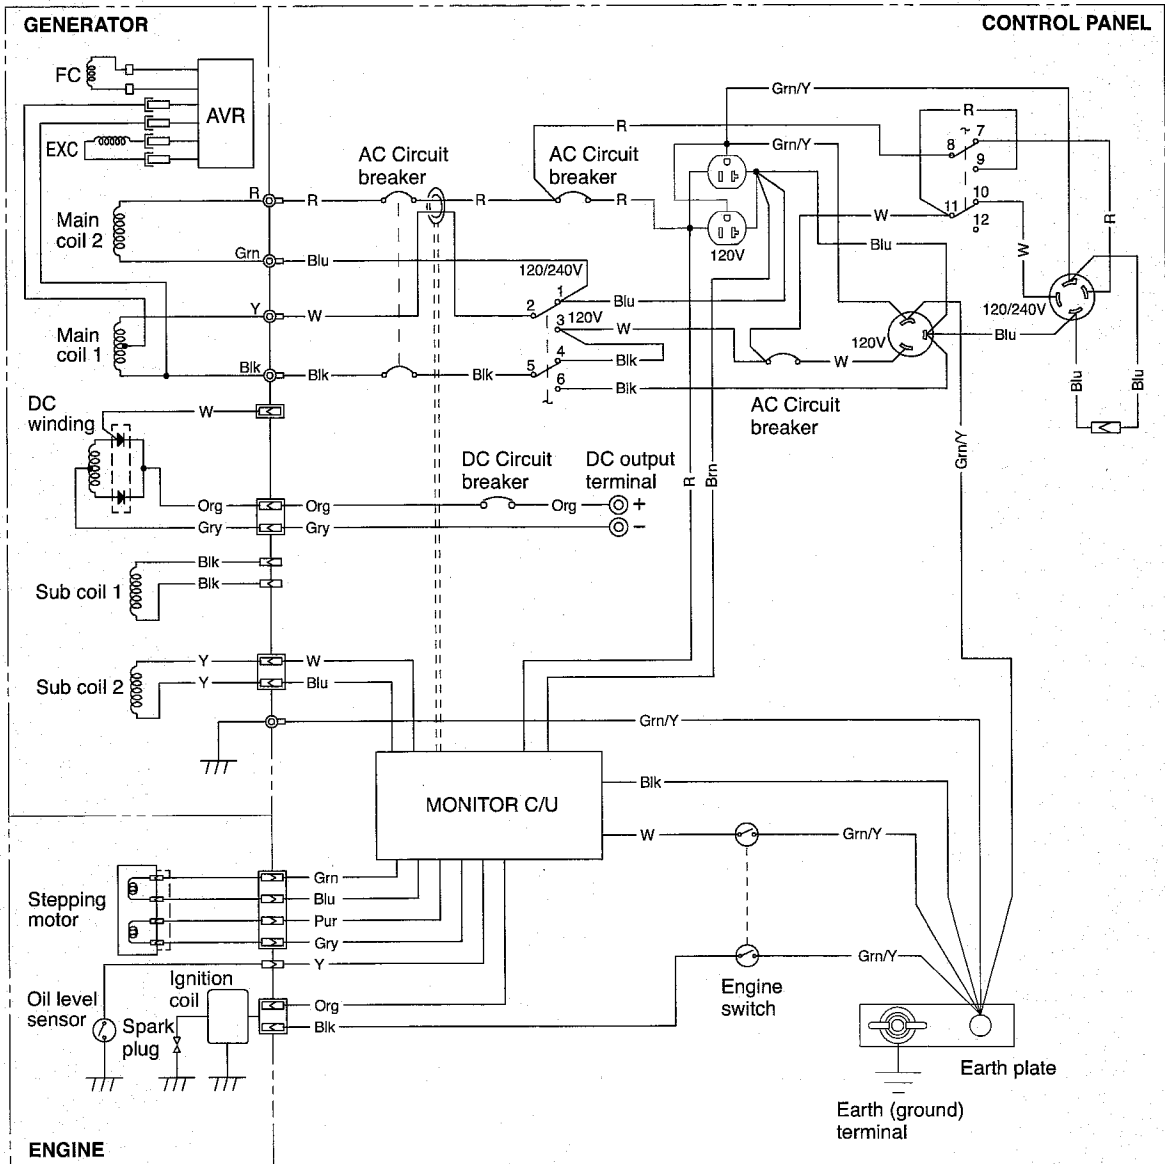 GENERATOR
CONTROL PANEL
FC
AVR
EXC
Main
coil 2
R
Grn
Main
coil 1
Y
Blk
DC
winding
W
Org
Gry
Sub coil 1
Blk
Blk
Sub coil 2
Y
Y
AC Circuit
breaker
AC Circuit
breaker
R
R
R
R
Blu
W
Blk
Blk
120/240V
1
2
3
120V
4
5
6
~
Blu
W
Blk
Blk
Grn/Y
Grn/Y
120V
R
~
7
8
9
10
11
12
W
Blu
W
R
120/240V
120V
Blu
W
AC Circuit
breaker
Blu
Blu
Grn/Y
R
Brn
DC Circuit
breaker
DC output
terminal
Org
Org
+
Gry
−
W
Blu
Grn/Y
MONITOR C/U
Blk
W
Grn/Y
Stepping
motor
Grn
Blu
Pur
Gry
Y
Org
Blk
Oil level
sensor
Ignition
coil
Spark
plug
Engine
switch
Grn/Y
Earth plate
Earth (ground)
terminal
ENGINE